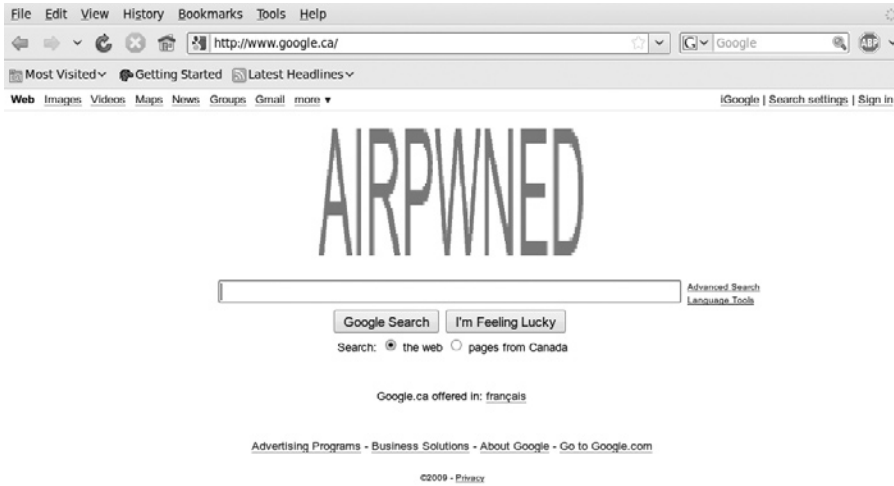 File Edit View History Bookmarks Tools Help
http://www.google.ca/ G Google ABP
Most Visited Getting Started Latest Headlines
Web Images Videos Maps News Groups Gmail more ▼ iGoogle | Search settings | Sign in
AIRPWNED
Advanced Search
Language Tools
Google Search I'm Feeling Lucky
Search: the web pages from Canada
Google.ca offered in: français
Advertising Programs - Business Solutions - About Google - Go to Google.com
©2009 - Privacy